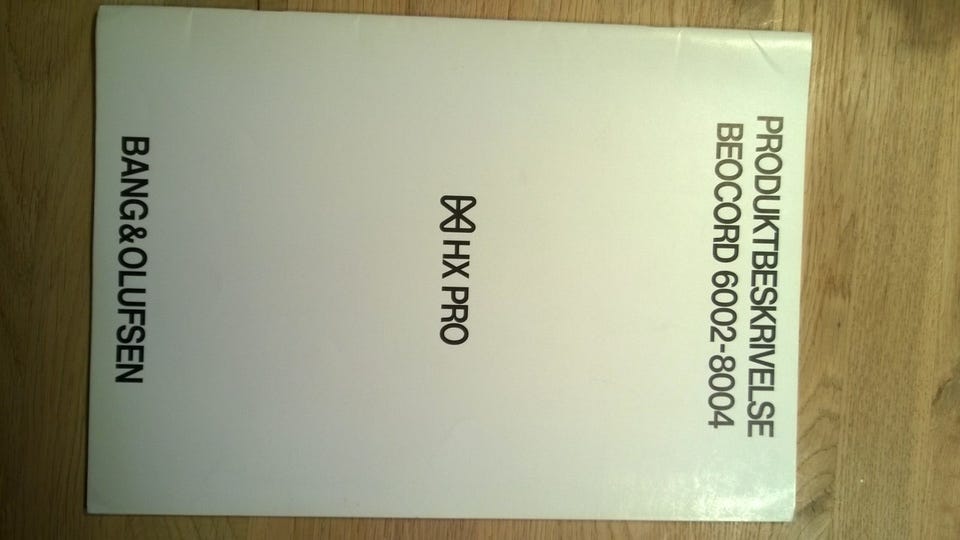 PRODUKTBESKRIVELSE
BEOCORD 6002-8004
HX PRO
BANG & OLUFSEN